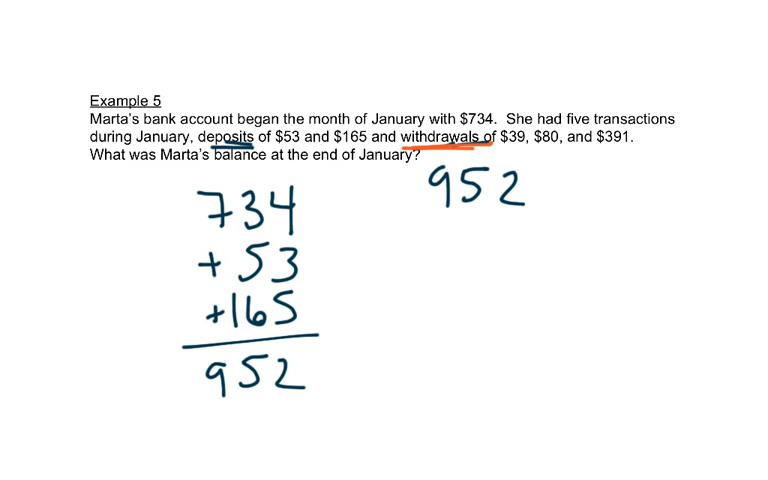 Example 5
Marta's bank account began the month of January with $734. She had five transactions
during January, deposits of $53 and $165 and withdrawals of $39, $80, and $391.
What was Marta's balance at the end of January?
952
734
+ 53
+165
952